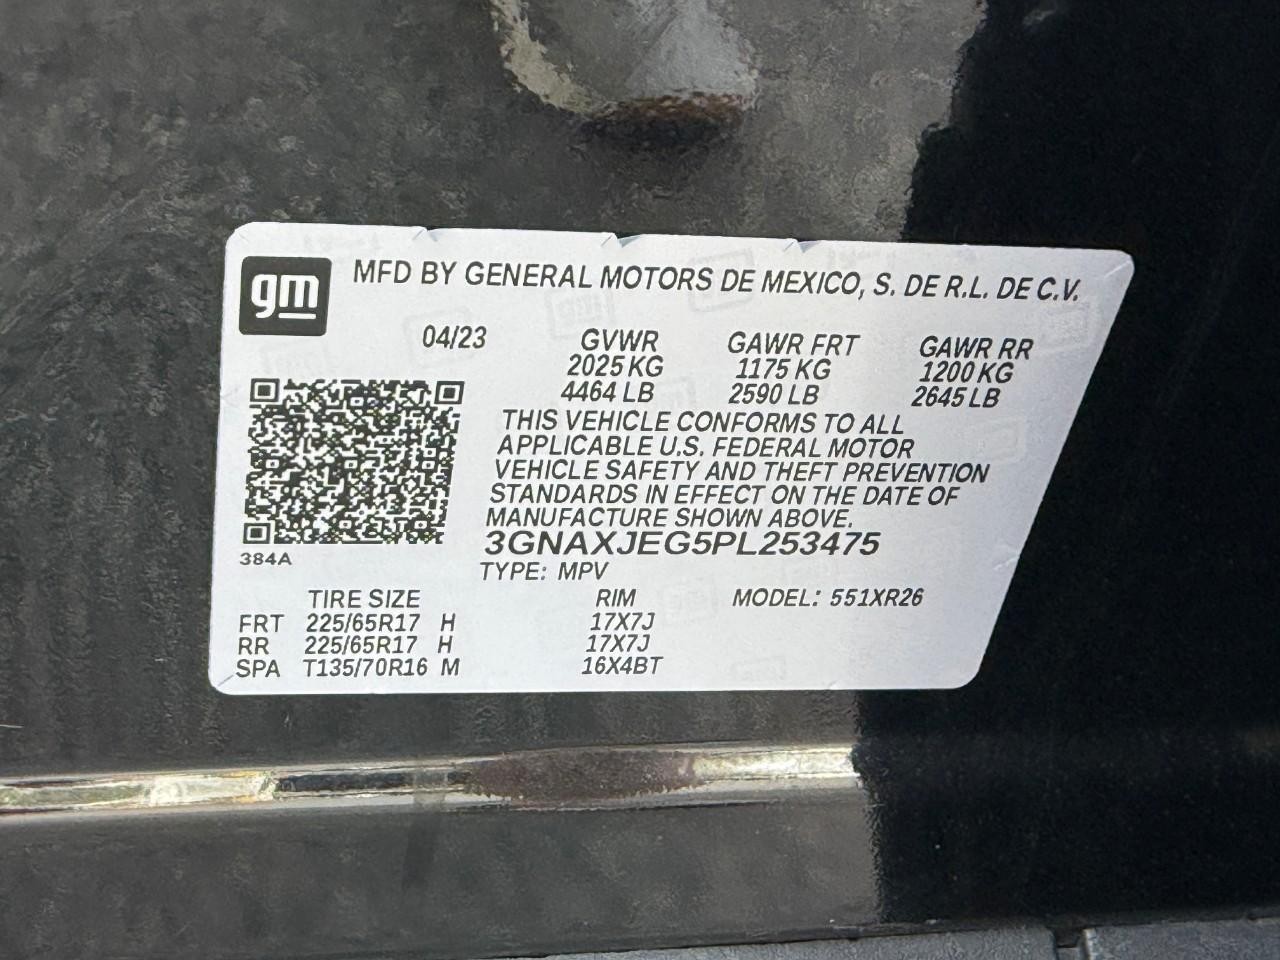 gm MFD BY GENERAL MOTORS DE MEXICO, S. DE R.L. DE C.V.
04/23 GVWR GAWR FRT GAWR RR
2025 KG 1175 KG 1200 KG
4464 LB 2590 LB 2645 LB
THIS VEHICLE CONFORMS TO ALL
APPLICABLE U.S. FEDERAL MOTOR
VEHICLE SAFETY AND THEFT PREVENTION
STANDARDS IN EFFECT ON THE DATE OF
MANUFACTURE SHOWN ABOVE.
3GNAXJEG5PL253475
384A
TYPE: MPV
TIRE SIZE RIM MODEL: 551XR26
FRT 225/65R17 H 17X7J
RR 225/65R17 H 17X7J
SPA T135/70R16 M 16X4BT